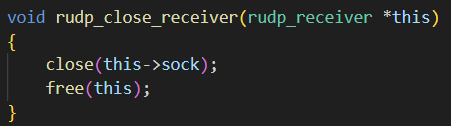 void rudp_close_receiver(rudp_receiver *this)
{
    close(this->sock);
    free(this);
}